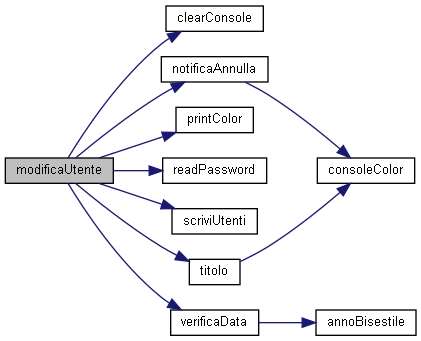 clearConsole
notificaAnnulla
printColor
modificaUtente
readPassword
consoleColor
scriviUtenti
titolo
verificaData
annoBisestile